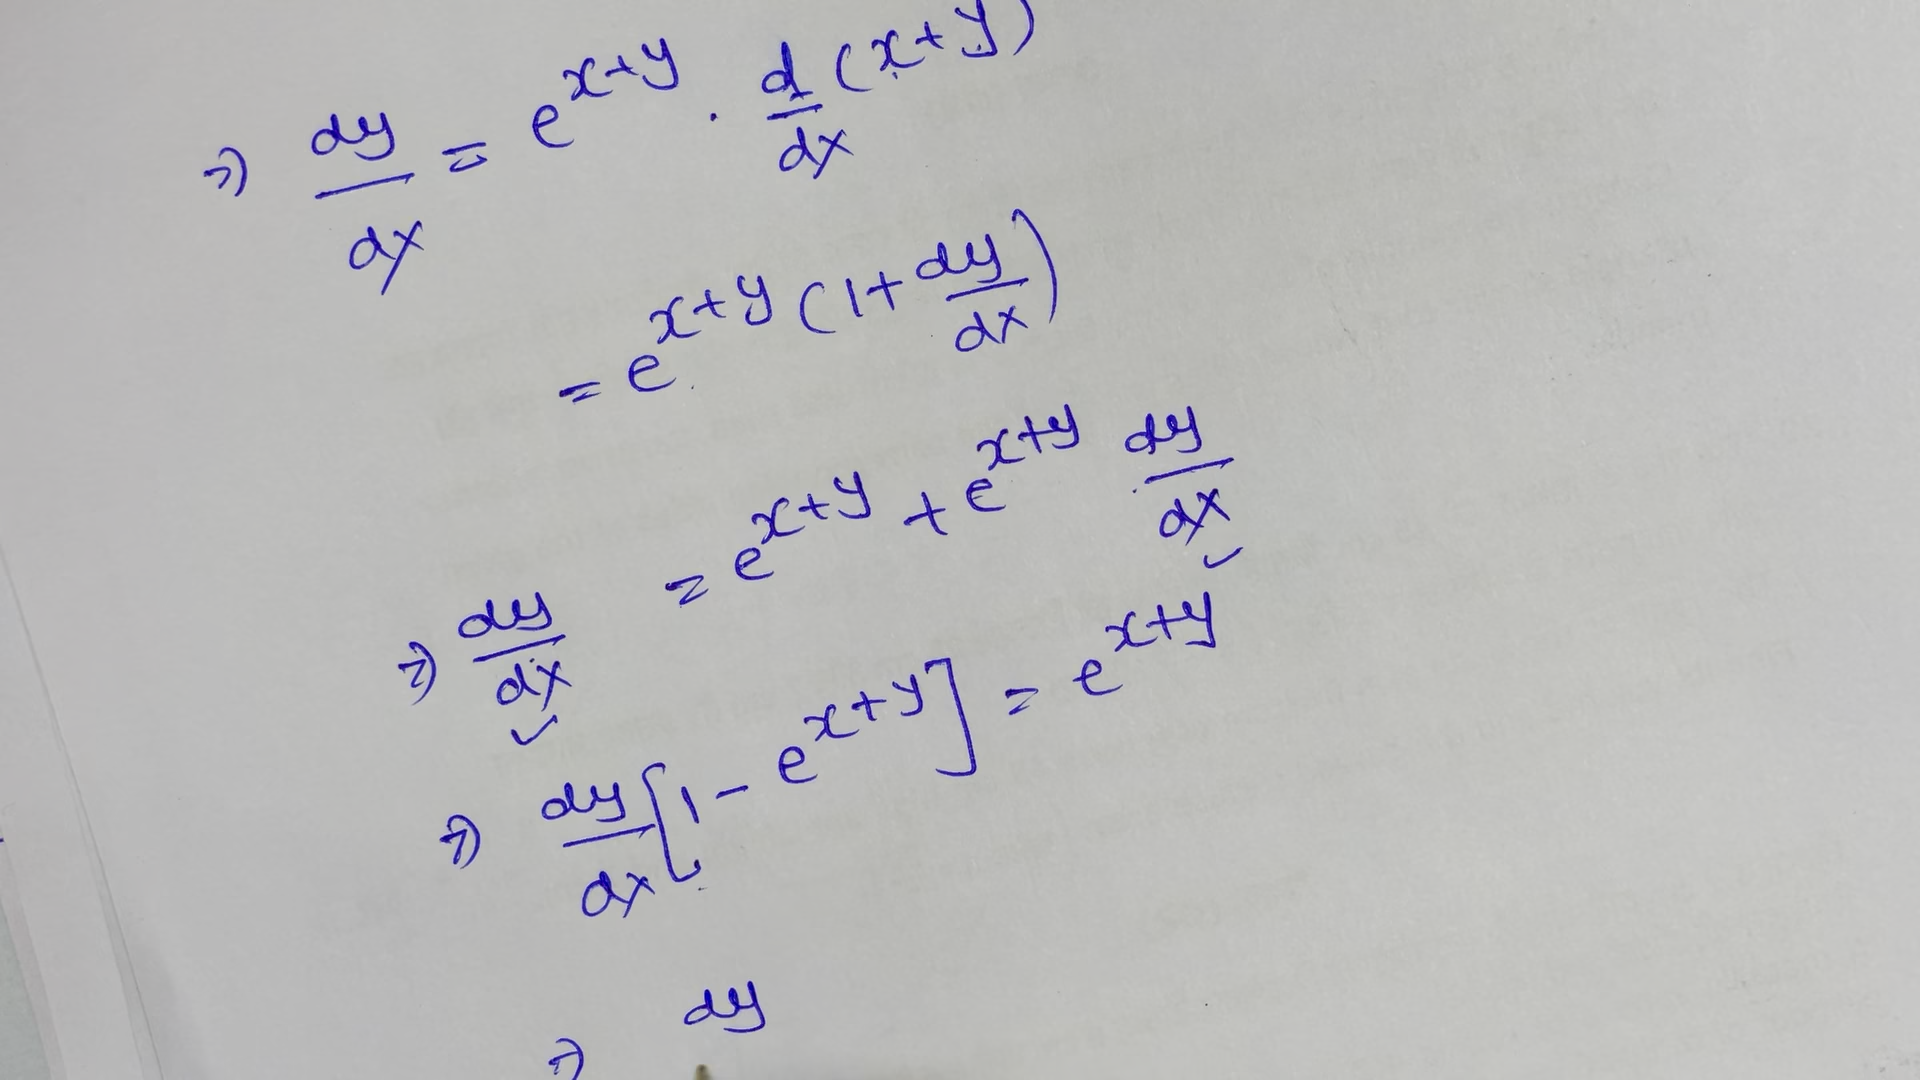 ⇒ dy/dx = e^{x+y} · d/dx (x+y)
= e^{x+y} (1 + dy/dx)
⇒ dy/dx = e^{x+y} + e^{x+y} dy/dx
⇒ dy/dx [1 - e^{x+y}] = e^{x+y}
⇒ dy